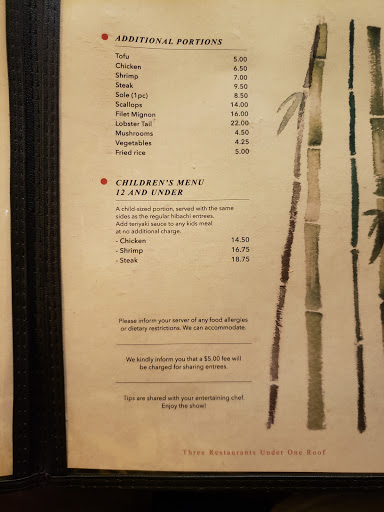 ADDITIONAL PORTIONS
Tofu 5.00
Chicken 6.50
Shrimp 7.00
Steak 9.50
Sole (1pc) 8.50
Scallops 14.00
Filet Mignon 16.00
Lobster Tail 22.00
Mushrooms 4.50
Vegetables 4.25
Fried rice 5.00
CHILDREN'S MENU
12 AND UNDER
A child-sized portion, served with the same
sides as the regular hibachi entrees.
Add teriyaki sauce to any kids meal
at no additional charge.
- Chicken 14.50
- Shrimp 16.75
- Steak 18.75
Please inform your server of any food allergies
or dietary restrictions. We can accommodate.
We kindly inform you that a $5.00 fee will
be charged for sharing entrees.
Tips are shared with your entertaining chef.
Enjoy the show!
Three Restaurants Under One Roof